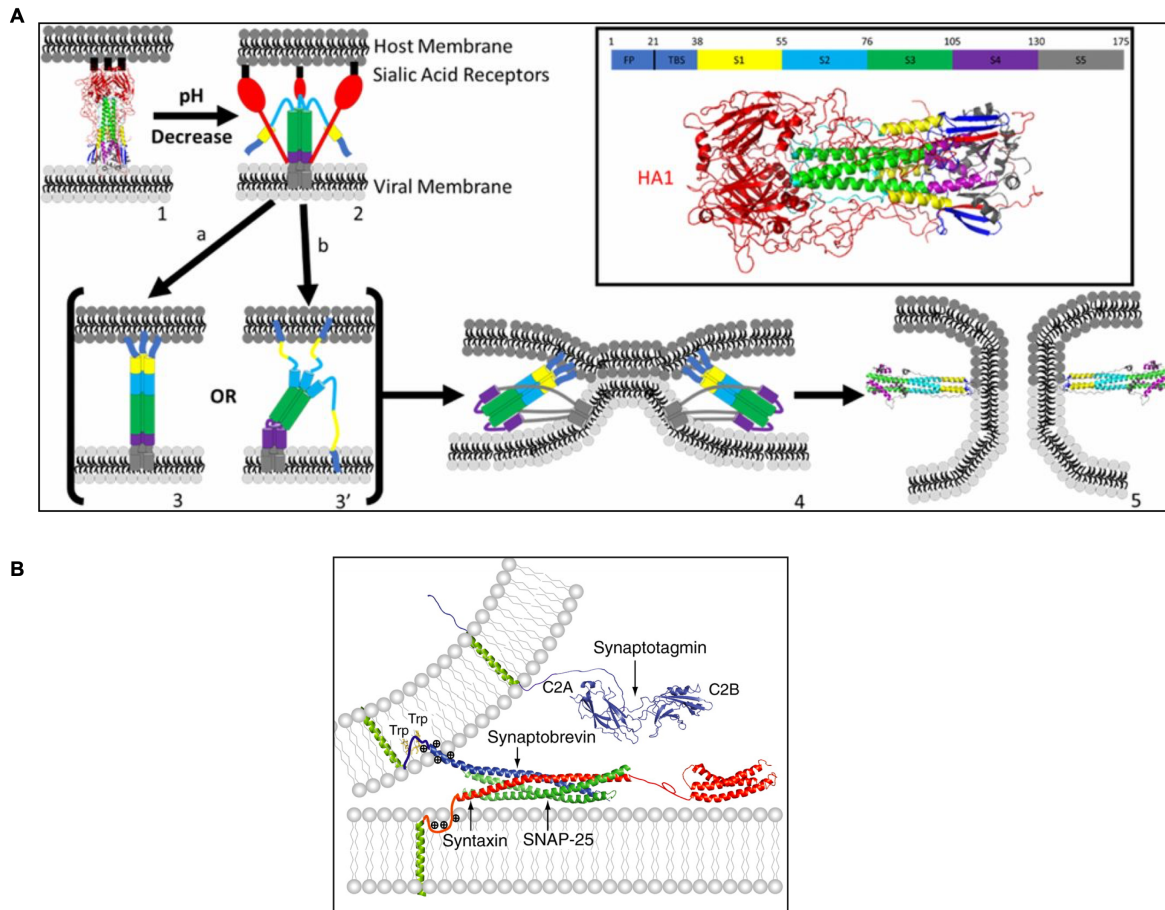 A
Host Membrane
Sialic Acid Receptors
pH
Decrease
Viral Membrane
1
2
a
b
1 21 38 55 76 105 130 175
FP TBS S1 S2 S3 S4 S5
HA1
OR
3
3′
4
5
B
Synaptotagmin
C2A
C2B
Trp
Trp
Synaptobrevin
Syntaxin
SNAP-25